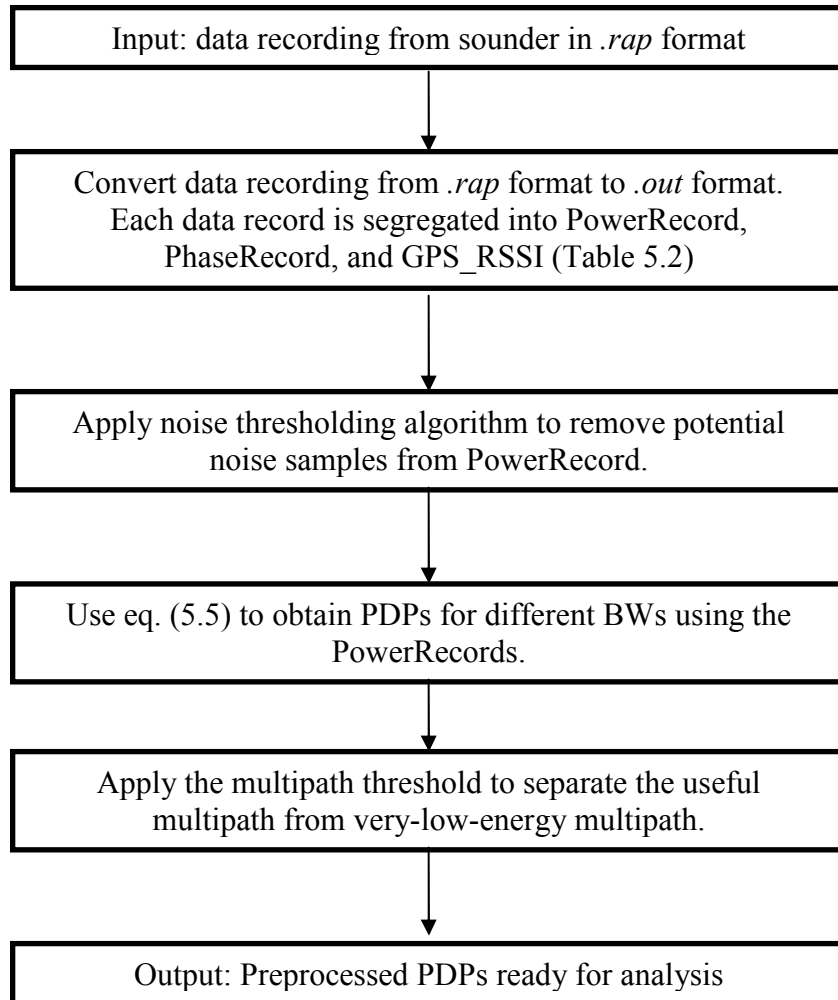 Input: data recording from sounder in .rap format
Convert data recording from .rap format to .out format.
Each data record is segregated into PowerRecord,
PhaseRecord, and GPS_RSSI (Table 5.2)
Apply noise thresholding algorithm to remove potential
noise samples from PowerRecord.
Use eq. (5.5) to obtain PDPs for different BWs using the
PowerRecords.
Apply the multipath threshold to separate the useful
multipath from very-low-energy multipath.
Output: Preprocessed PDPs ready for analysis